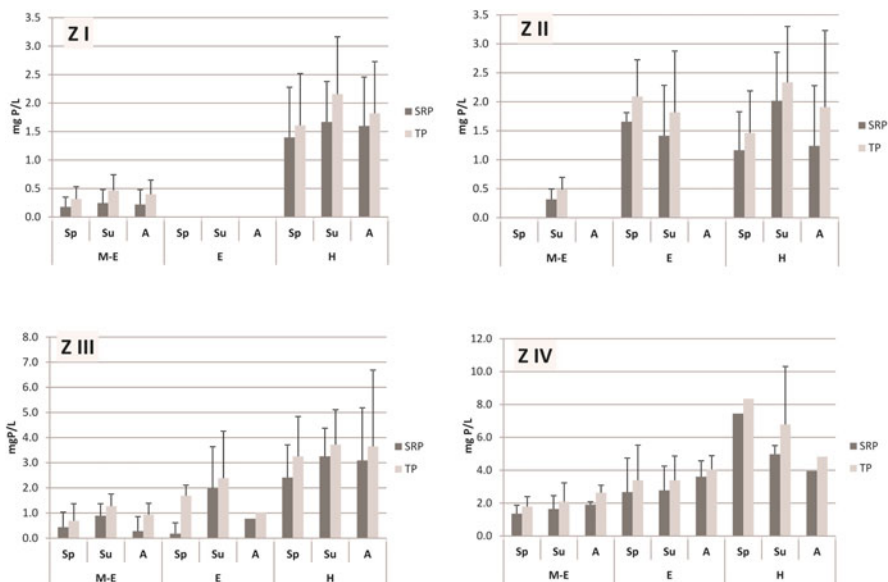 Z I
3.5
3.0
2.5
2.0
1.5
1.0
0.5
0.0
mg P/L
Sp Su A Sp Su A Sp Su A
M-E E H
SRP
TP
Z II
3.5
3.0
2.5
2.0
1.5
1.0
0.5
0.0
mg P/L
Sp Su A Sp Su A Sp Su A
M-E E H
SRP
TP
Z III
8.0
7.0
6.0
5.0
4.0
3.0
2.0
1.0
0.0
mgP/L
Sp Su A Sp Su A Sp Su A
M-E E H
SRP
TP
Z IV
12.0
10.0
8.0
6.0
4.0
2.0
0.0
mg P/L
Sp Su A Sp Su A Sp Su A
M-E E H
SRP
TP